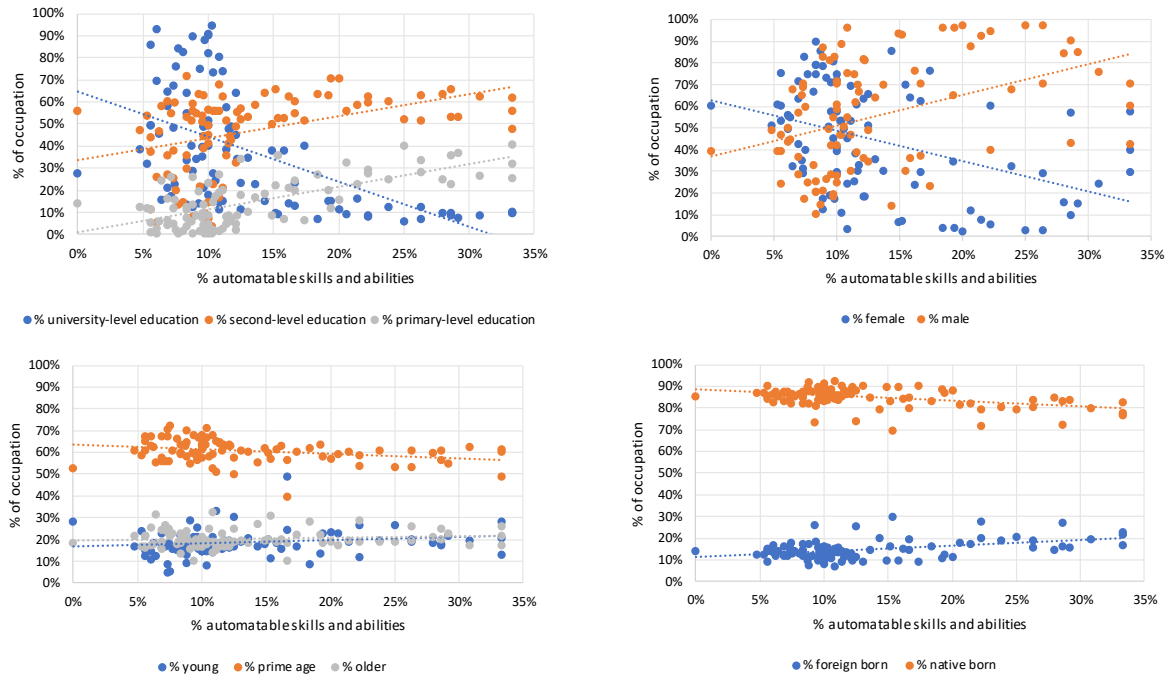 100%
90%
80%
70%
60%
50%
40%
30%
20%
10%
0%
% of occupation
0% 5% 10% 15% 20% 25% 30% 35%
% automatable skills and abilities
% university-level education % second-level education % primary-level education
100%
90%
80%
70%
60%
50%
40%
30%
20%
10%
0%
% of occupation
0% 5% 10% 15% 20% 25% 30% 35%
% automatable skills and abilities
% female % male
100%
90%
80%
70%
60%
50%
40%
30%
20%
10%
0%
% of occupation
0% 5% 10% 15% 20% 25% 30% 35%
% automatable skills and abilities
% young % prime age % older
100%
90%
80%
70%
60%
50%
40%
30%
20%
10%
0%
% of occupation
0% 5% 10% 15% 20% 25% 30% 35%
% automatable skills and abilities
% foreign born % native born